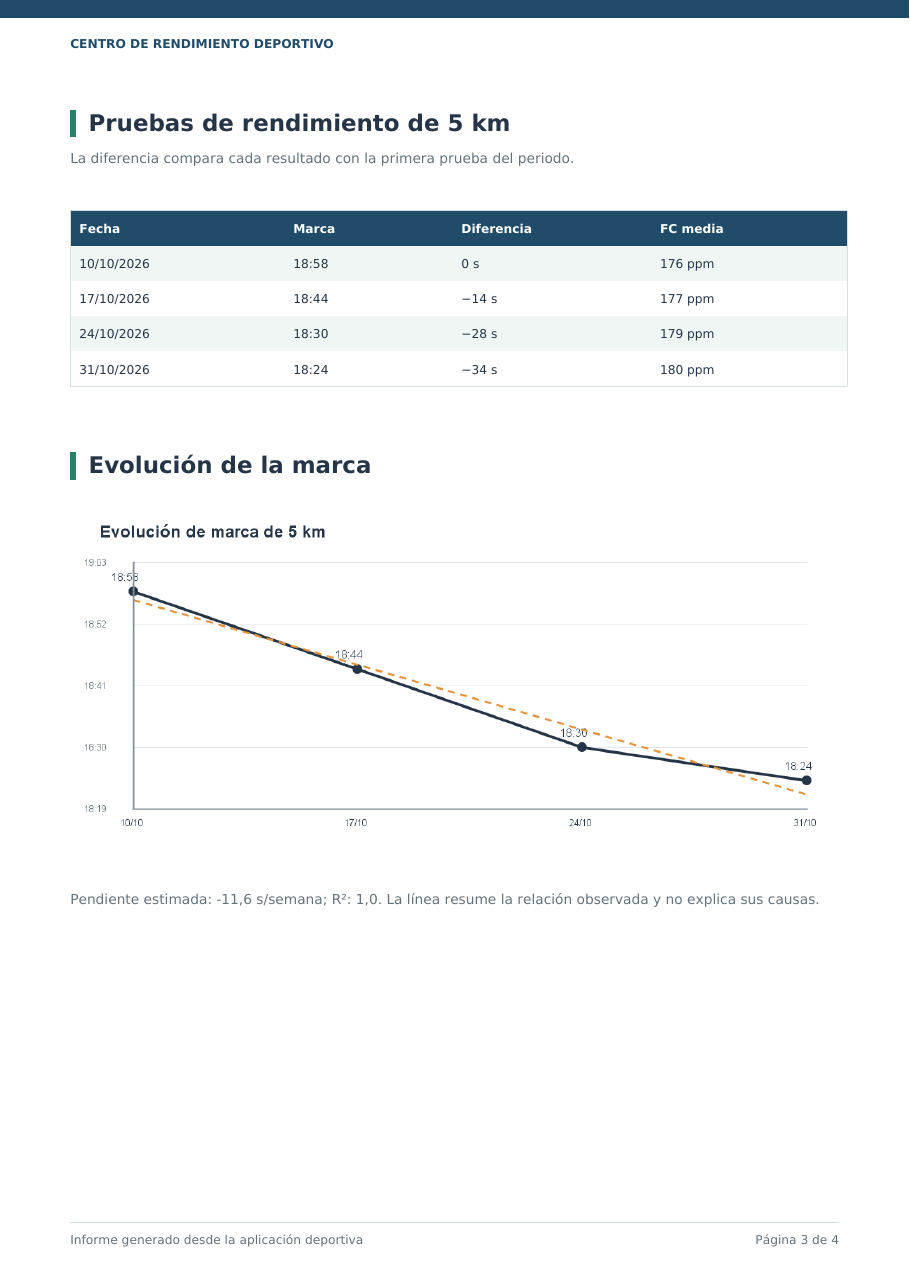 CENTRO DE RENDIMIENTO DEPORTIVO
Pruebas de rendimiento de 5 km
La diferencia compara cada resultado con la primera prueba del periodo.
Fecha Marca Diferencia FC media
10/10/2026 18:58 0 s 176 ppm
17/10/2026 18:44 −14 s 177 ppm
24/10/2026 18:30 −28 s 179 ppm
31/10/2026 18:24 −34 s 180 ppm
Evolución de la marca
Evolución de marca de 5 km
19:03
18:58
18:52
18:44
18:41
18:30
18:30
18:24
18:19
10/10 17/10 24/10 31/10
Pendiente estimada: -11,6 s/semana; R²: 1,0. La línea resume la relación observada y no explica sus causas.
Informe generado desde la aplicación deportiva Página 3 de 4